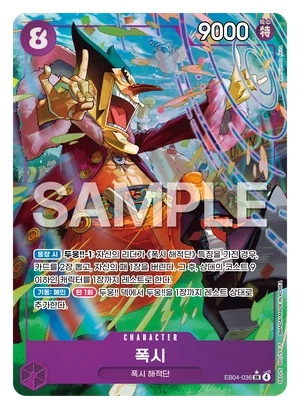 8
9000
특수
特
SAMPLE
등장 시 두웅!!-1: 자신의 리더가 《폭시 해적단》 특징을 가진 경우,
카드를 2장 뽑고, 자신의 패 1장을 버린다. 그 후, 상대의 코스트 9
이하인 캐릭터를 1장까지 레스트로 한다.
기동: 메인 턴 1회 두웅!! 덱에서 두웅!!을 1장까지 레스트 상태로
추가한다.
CHARACTER
폭시
폭시 해적단
EB04-036